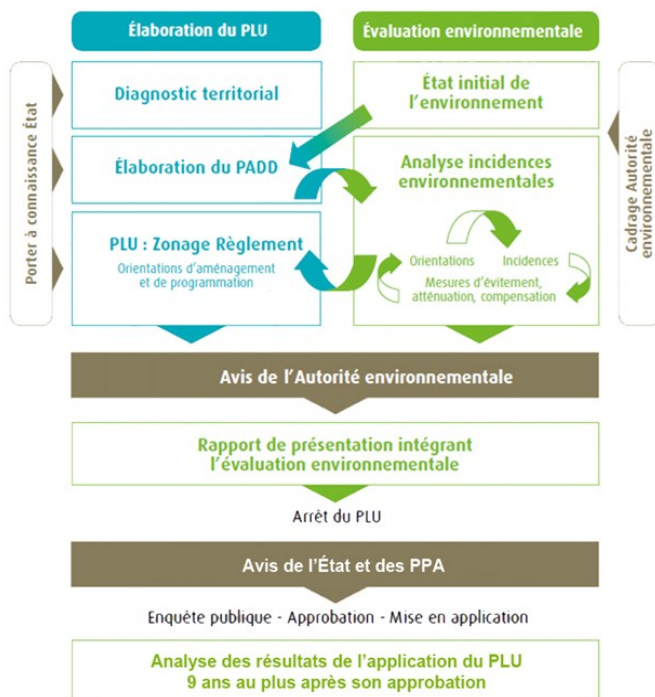 Élaboration du PLU
Évaluation environnementale
Porter à connaissance État
Diagnostic territorial
État initial de
l'environnement
Cadrage Autorité
environnementale
Élaboration du PADD
Analyse incidences
environnementales
PLU : Zonage Règlement
Orientations d'aménagement
et de programmation
Orientations
Incidences
Mesures d'évitement,
atténuation, compensation
Avis de l'Autorité environnementale
Rapport de présentation intégrant
l'évaluation environnementale
Arrêt du PLU
Avis de l'État et des PPA
Enquête publique - Approbation - Mise en application
Analyse des résultats de l'application du PLU
9 ans au plus après son approbation